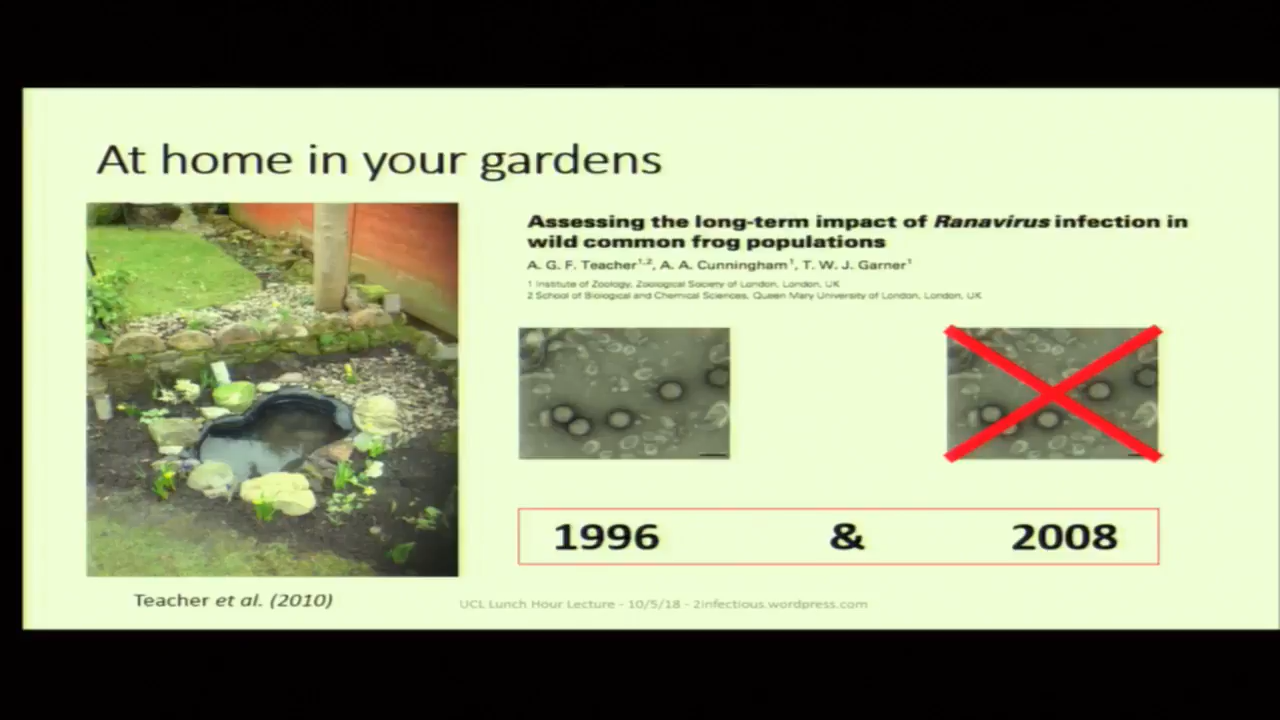 At home in your gardens
Assessing the long-term impact of Ranavirus infection in
wild common frog populations
A. G. F. Teacher1,2, A. A. Cunningham1, T. W. J. Garner1
1 Institute of Zoology, Zoological Society of London, London, UK
2 School of Biological and Chemical Sciences, Queen Mary University of London, London, UK
1996 & 2008
Teacher et al. (2010)
UCL Lunch Hour Lecture - 10/5/18 - 2infectious.wordpress.com